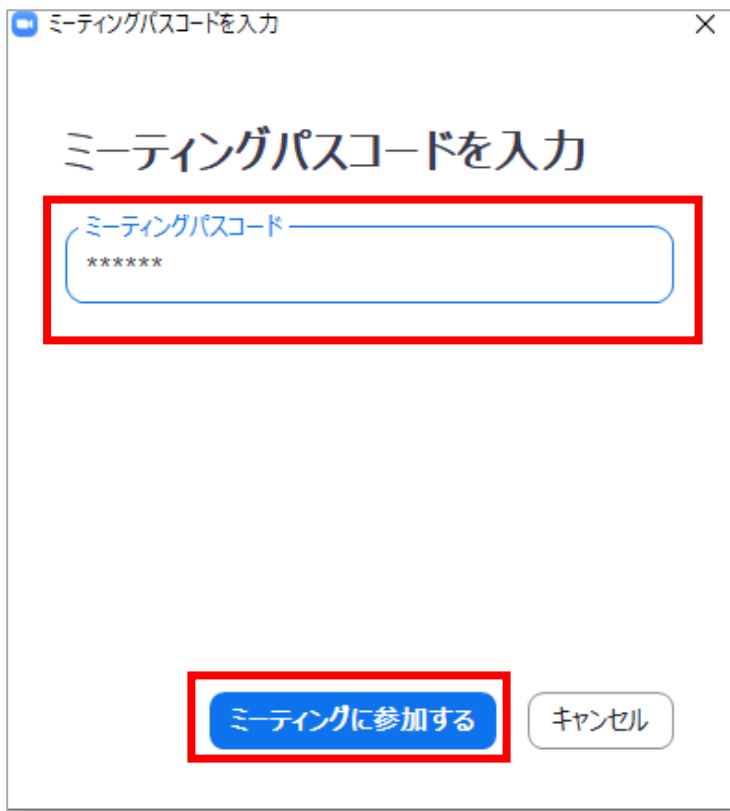 ミーティングパスコードを入力
ミーティングパスコードを入力
ミーティングパスコード
******
ミーティングに参加する
キャンセル